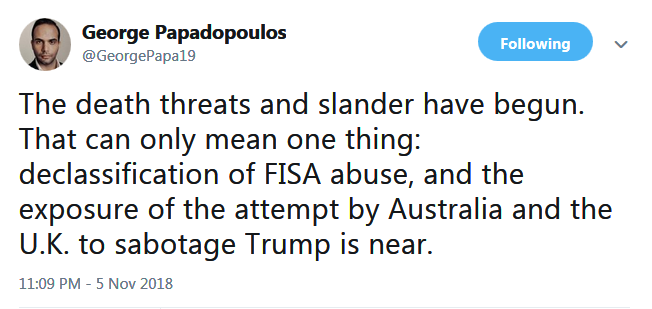 George Papadopoulos
@GeorgePapa19
Following
The death threats and slander have begun.
That can only mean one thing:
declassification of FISA abuse, and the
exposure of the attempt by Australia and the
U.K. to sabotage Trump is near.
11:09 PM - 5 Nov 2018